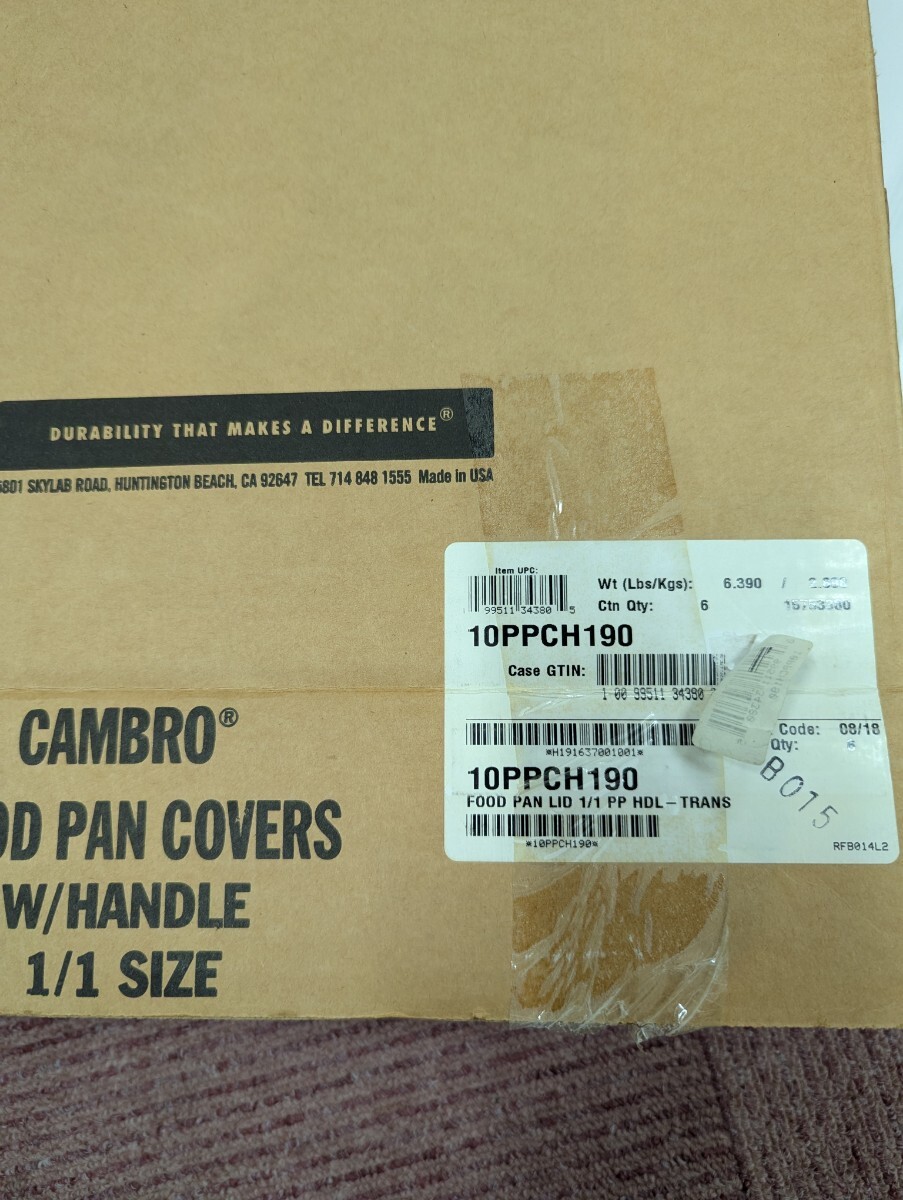 DURABILITY THAT MAKES A DIFFERENCE®
5801 SKYLAB ROAD, HUNTINGTON BEACH, CA 92647 TEL 714 848 1555 Made in USA
Item UPC:
99511 34380 5
Wt (Lbs/Kgs): 6.390 /
Ctn Qty: 6
10PPCH190
Case GTIN:
1 00 99511 34380
*H191637001001*
Code: 08/18
Qty: 6
10PPCH190
FOOD PAN LID 1/1 PP HDL-TRANS
*10PPCH190*
B015
RFB014L2
CAMBRO®
OD PAN COVERS
W/HANDLE
1/1 SIZE